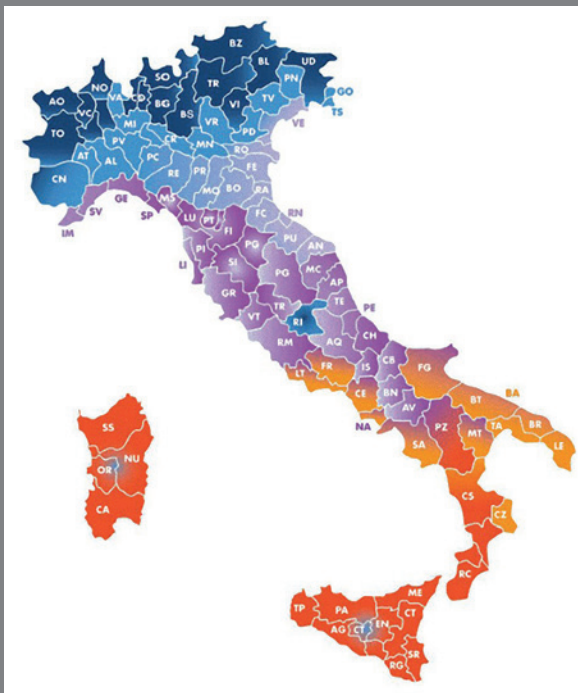 BZ
SO
BL
UD
NO
VA
CO
TR
PN
AO
BG
VI
TV
GO
VC
BS
TS
TO
MI
VR
PD
VE
PV
CR
MN
RO
AT
AL
PC
RE
PR
MO
FE
CN
BO
RA
GE
MS
SV
SP
LU
PT
FC
RN
IM
FI
PU
PI
PG
AN
LI
SI
MC
PG
AP
GR
TR
TE
VT
RI
PE
CH
RM
AQ
IS
CB
FG
LT
FR
CE
BN
BT
BA
AV
NA
PZ
MT
TA
BR
SA
LE
SS
OR
NU
CS
CA
CZ
RC
ME
TP
PA
CT
AG
CT
EN
SR
RG